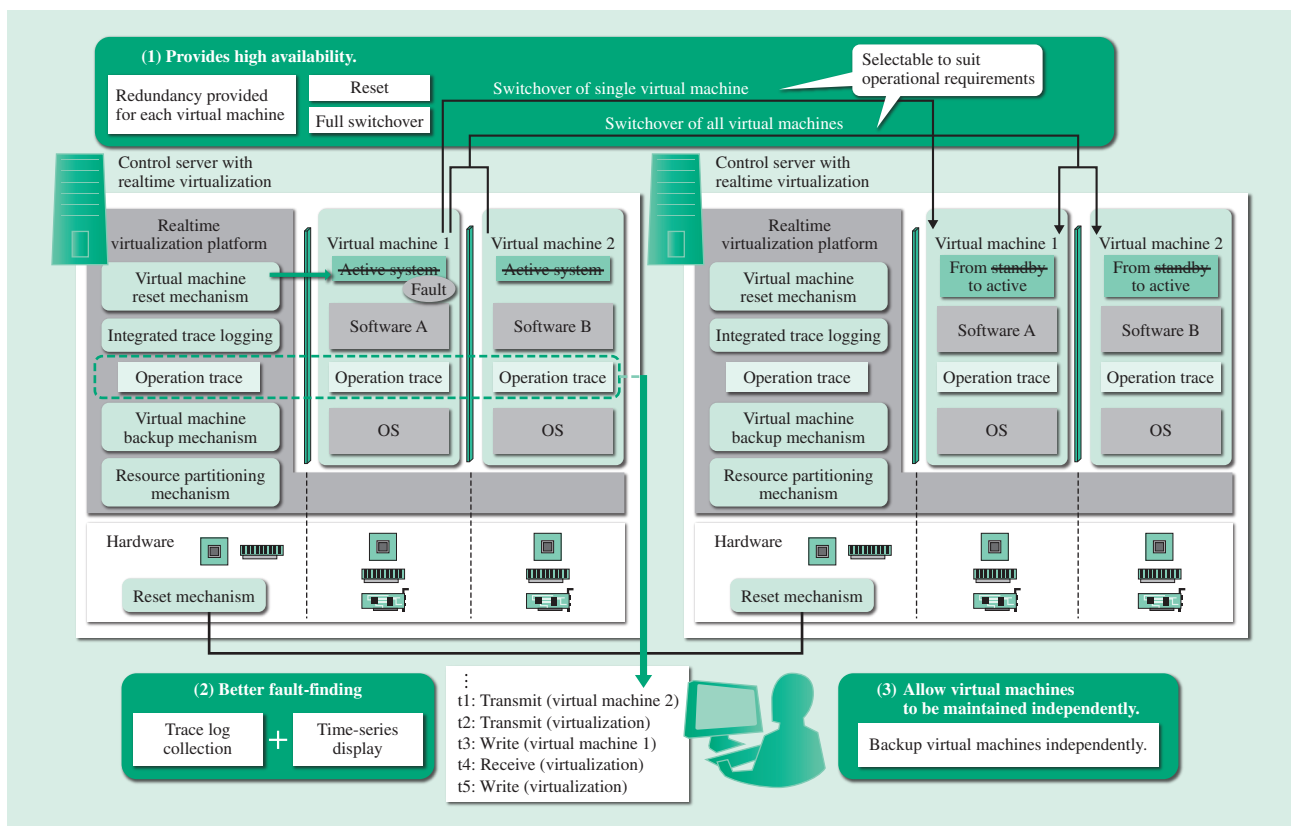 (1) Provides high availability.
Redundancy provided
for each virtual machine
Reset
Full switchover
Switchover of single virtual machine
Switchover of all virtual machines
Selectable to suit
operational requirements
Control server with
realtime virtualization
Realtime
virtualization platform
Virtual machine
reset mechanism
Integrated trace logging
Operation trace
Virtual machine
backup mechanism
Resource partitioning
mechanism
Virtual machine 1
Active system
Fault
Software A
Operation trace
OS
Virtual machine 2
Active system
Software B
Operation trace
OS
Hardware
Reset mechanism
Control server with
realtime virtualization
Realtime
virtualization platform
Virtual machine
reset mechanism
Integrated trace logging
Operation trace
Virtual machine
backup mechanism
Resource partitioning
mechanism
Virtual machine 1
From standby
to active
Software A
Operation trace
OS
Virtual machine 2
From standby
to active
Software B
Operation trace
OS
Hardware
Reset mechanism
(2) Better fault-finding
Trace log
collection
+
Time-series
display
⋮
t1: Transmit (virtual machine 2)
t2: Transmit (virtualization)
t3: Write (virtual machine 1)
t4: Receive (virtualization)
t5: Write (virtualization)
(3) Allow virtual machines
to be maintained independently.
Backup virtual machines independently.